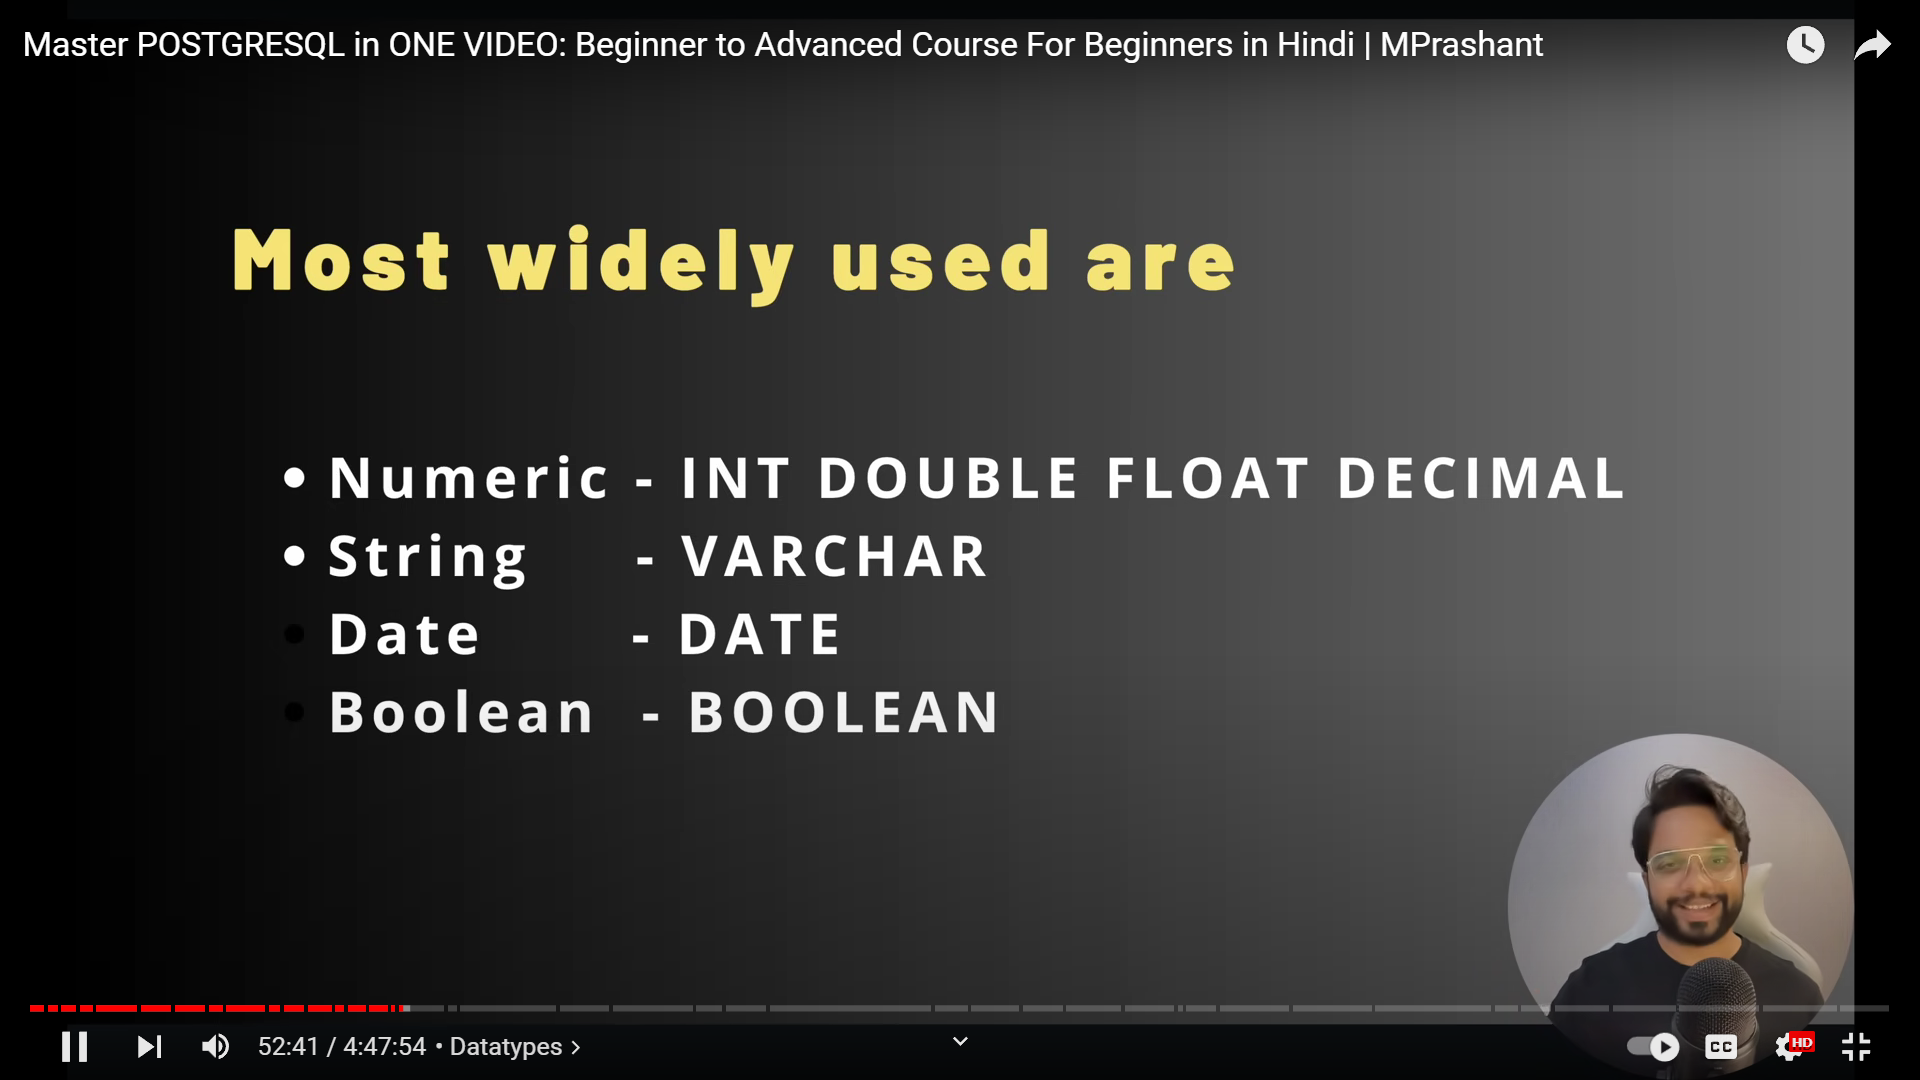 Master POSTGRESQL in ONE VIDEO: Beginner to Advanced Course For Beginners in Hindi | MPrashant
Most widely used are
• Numeric - INT DOUBLE FLOAT DECIMAL
• String - VARCHAR
• Date - DATE
• Boolean - BOOLEAN
52:41 / 4:47:54 • Datatypes >
CC
HD